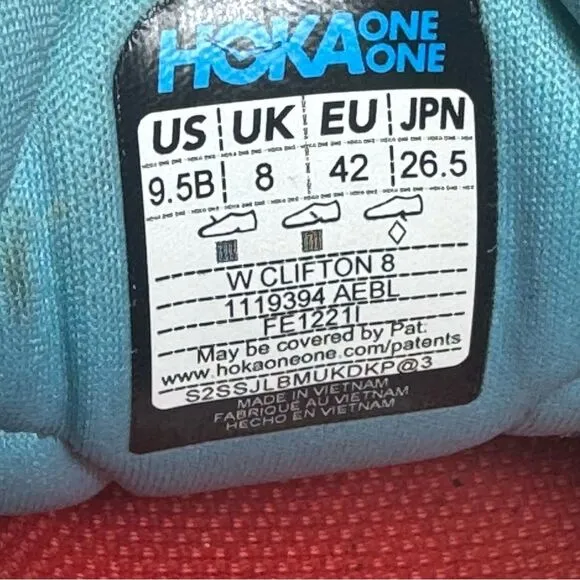 HOKA ONE ONE
US UK EU JPN
9.5B 8 42 26.5
W CLIFTON 8
1119394 AEBL
FE1221I
May be covered by Pat.
www.hokaoneone.com/patents
S2SSJLBMUKDKP@3
MADE IN VIETNAM
FABRIQUE AU VIETNAM
HECHO EN VIETNAM